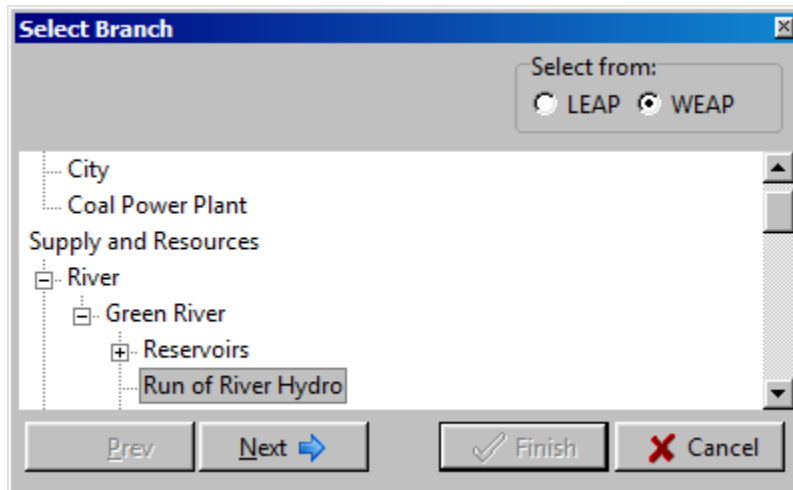 Select Branch
Select from:
LEAP WEAP
City
Coal Power Plant
Supply and Resources
River
Green River
Reservoirs
Run of River Hydro
Prev Next Finish Cancel